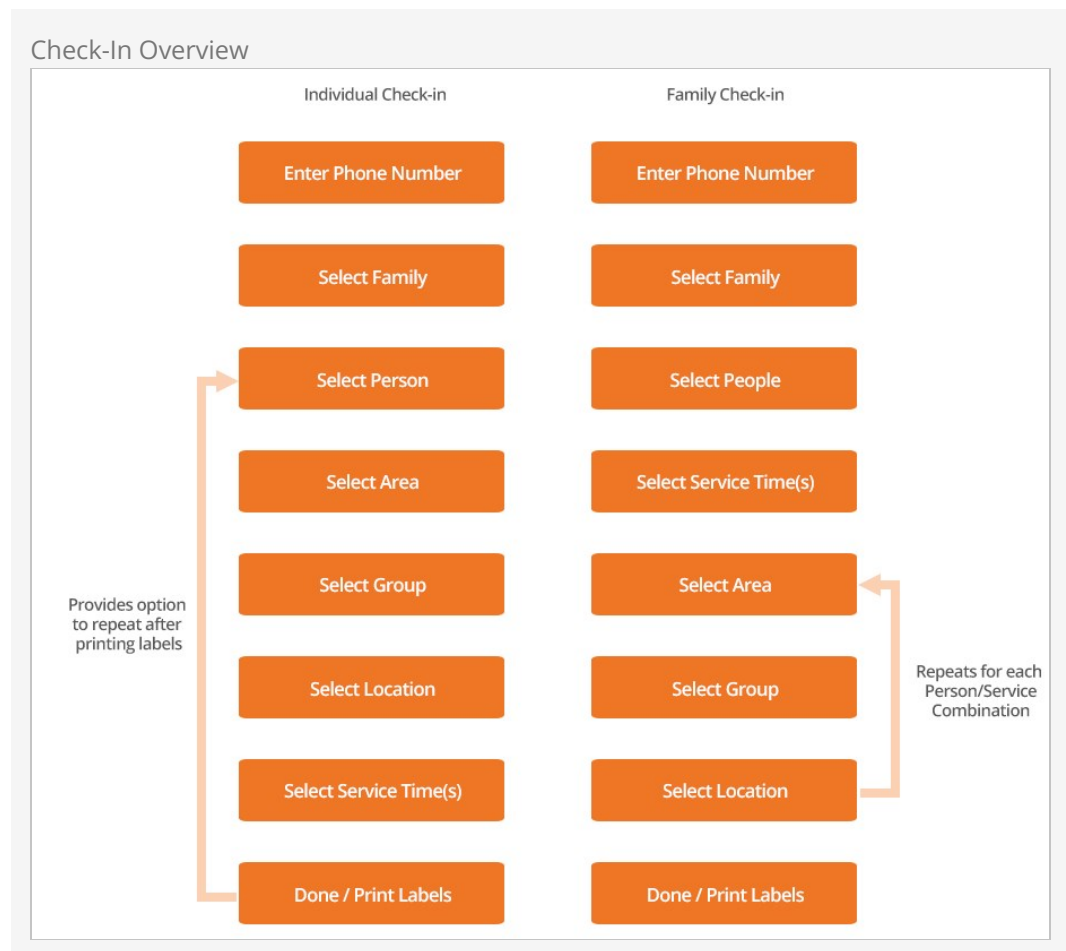 Check-In Overview
Individual Check-in
Enter Phone Number
Select Family
Select Person
Select Area
Select Group
Select Location
Select Service Time(s)
Done / Print Labels
Provides option
to repeat after
printing labels
Family Check-in
Enter Phone Number
Select Family
Select People
Select Service Time(s)
Select Area
Select Group
Select Location
Done / Print Labels
Repeats for each
Person/Service
Combination